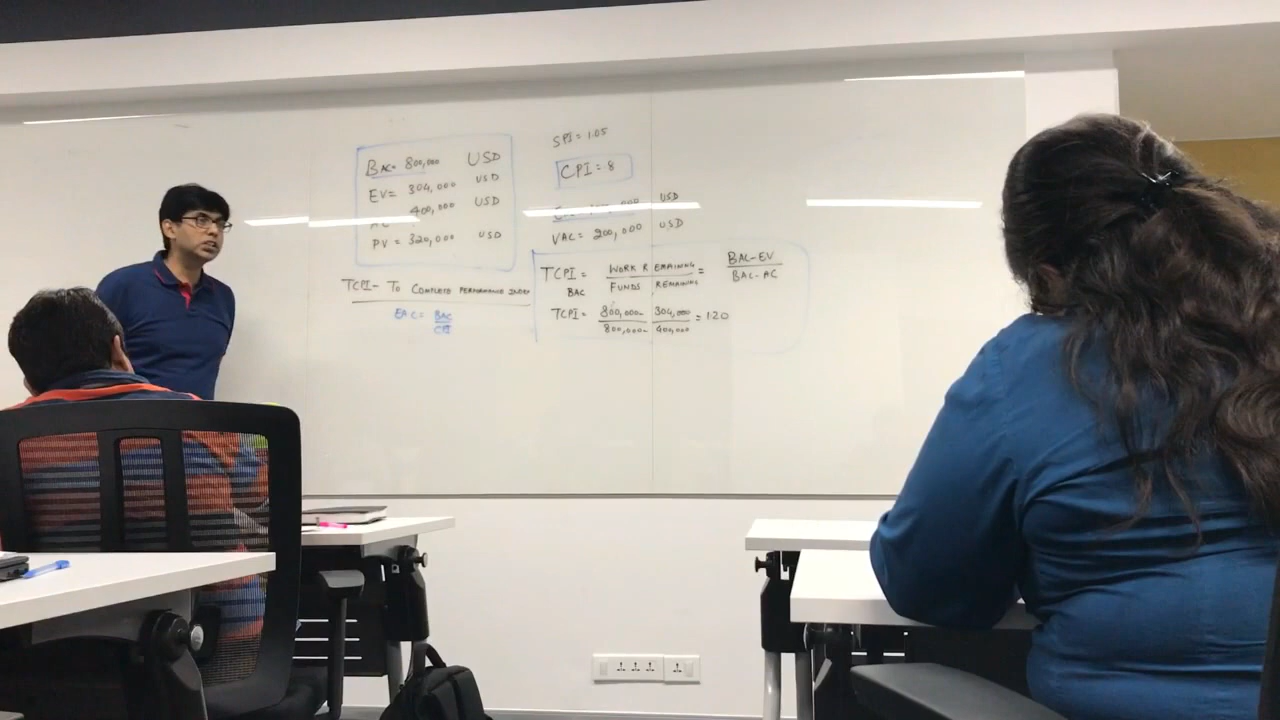 BAC= 800,000 USD
EV= 304,000 USD
AC 400,000 USD
PV = 320,000 USD
TCPI- TO COMPLETE PERFORMANCE INDEX
EAC= BAC
CPI
SPI= 1.05
CPI= 8
USD
VAC= 200,000 USD
TCPI= WORK REMAINING = BAC-EV
BAC FUNDS REMAINING BAC-AC
TCPI= 800,000- 304,000 = 1.20
800,000- 400,000